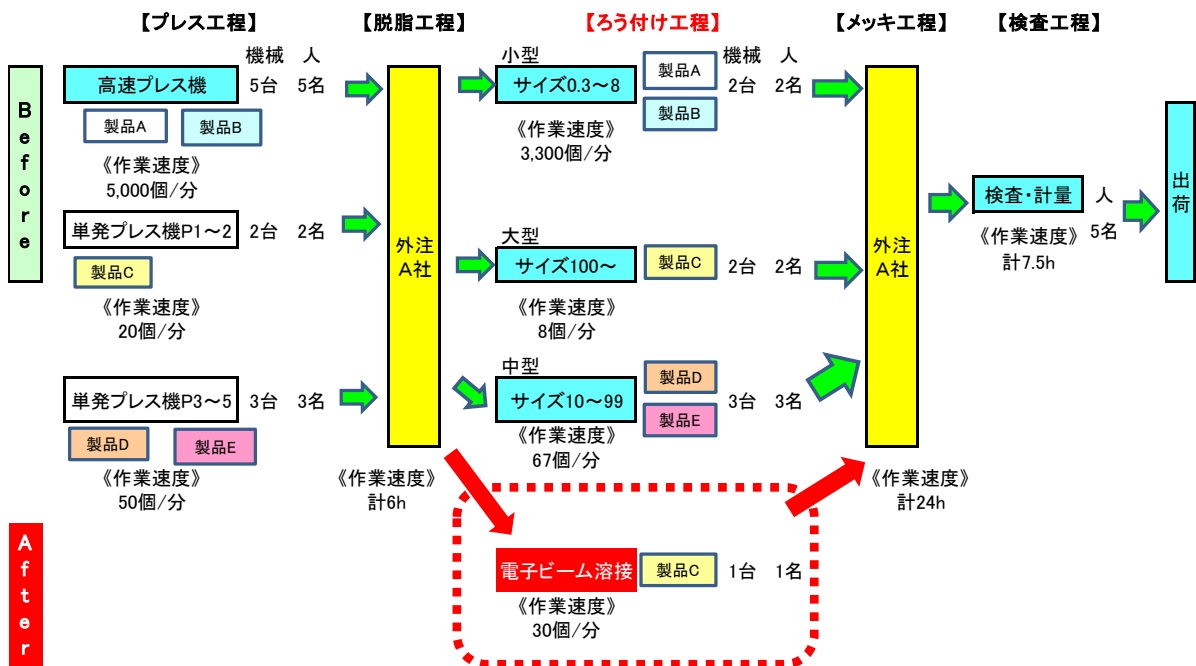 【プレス工程】
【脱脂工程】
【ろう付け工程】
【メッキ工程】
【検査工程】
Before
機械 人
高速プレス機 5台 5名
製品A 製品B
《作業速度》
5,000個/分
単発プレス機P1～2 2台 2名
製品C
《作業速度》
20個/分
単発プレス機P3～5 3台 3名
製品D 製品E
《作業速度》
50個/分
外注
A社
《作業速度》
計6h
機械 人
小型
サイズ0.3～8 製品A 2台 2名
製品B
《作業速度》
3,300個/分
大型
サイズ100～ 製品C 2台 2名
《作業速度》
8個/分
中型
サイズ10～99 製品D 3台 3名
製品E
《作業速度》
67個/分
外注
A社
《作業速度》
計24h
検査・計量 人
5名
《作業速度》
計7.5h
出荷
After
電子ビーム溶接 製品C 1台 1名
《作業速度》
30個/分